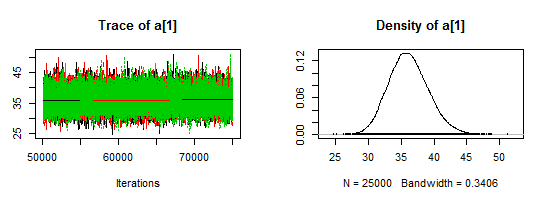 Trace of a[1]
45
35
25
50000 60000 70000
Iterations
Density of a[1]
0.12
0.06
0.00
25 30 35 40 45 50
N = 25000 Bandwidth = 0.3406